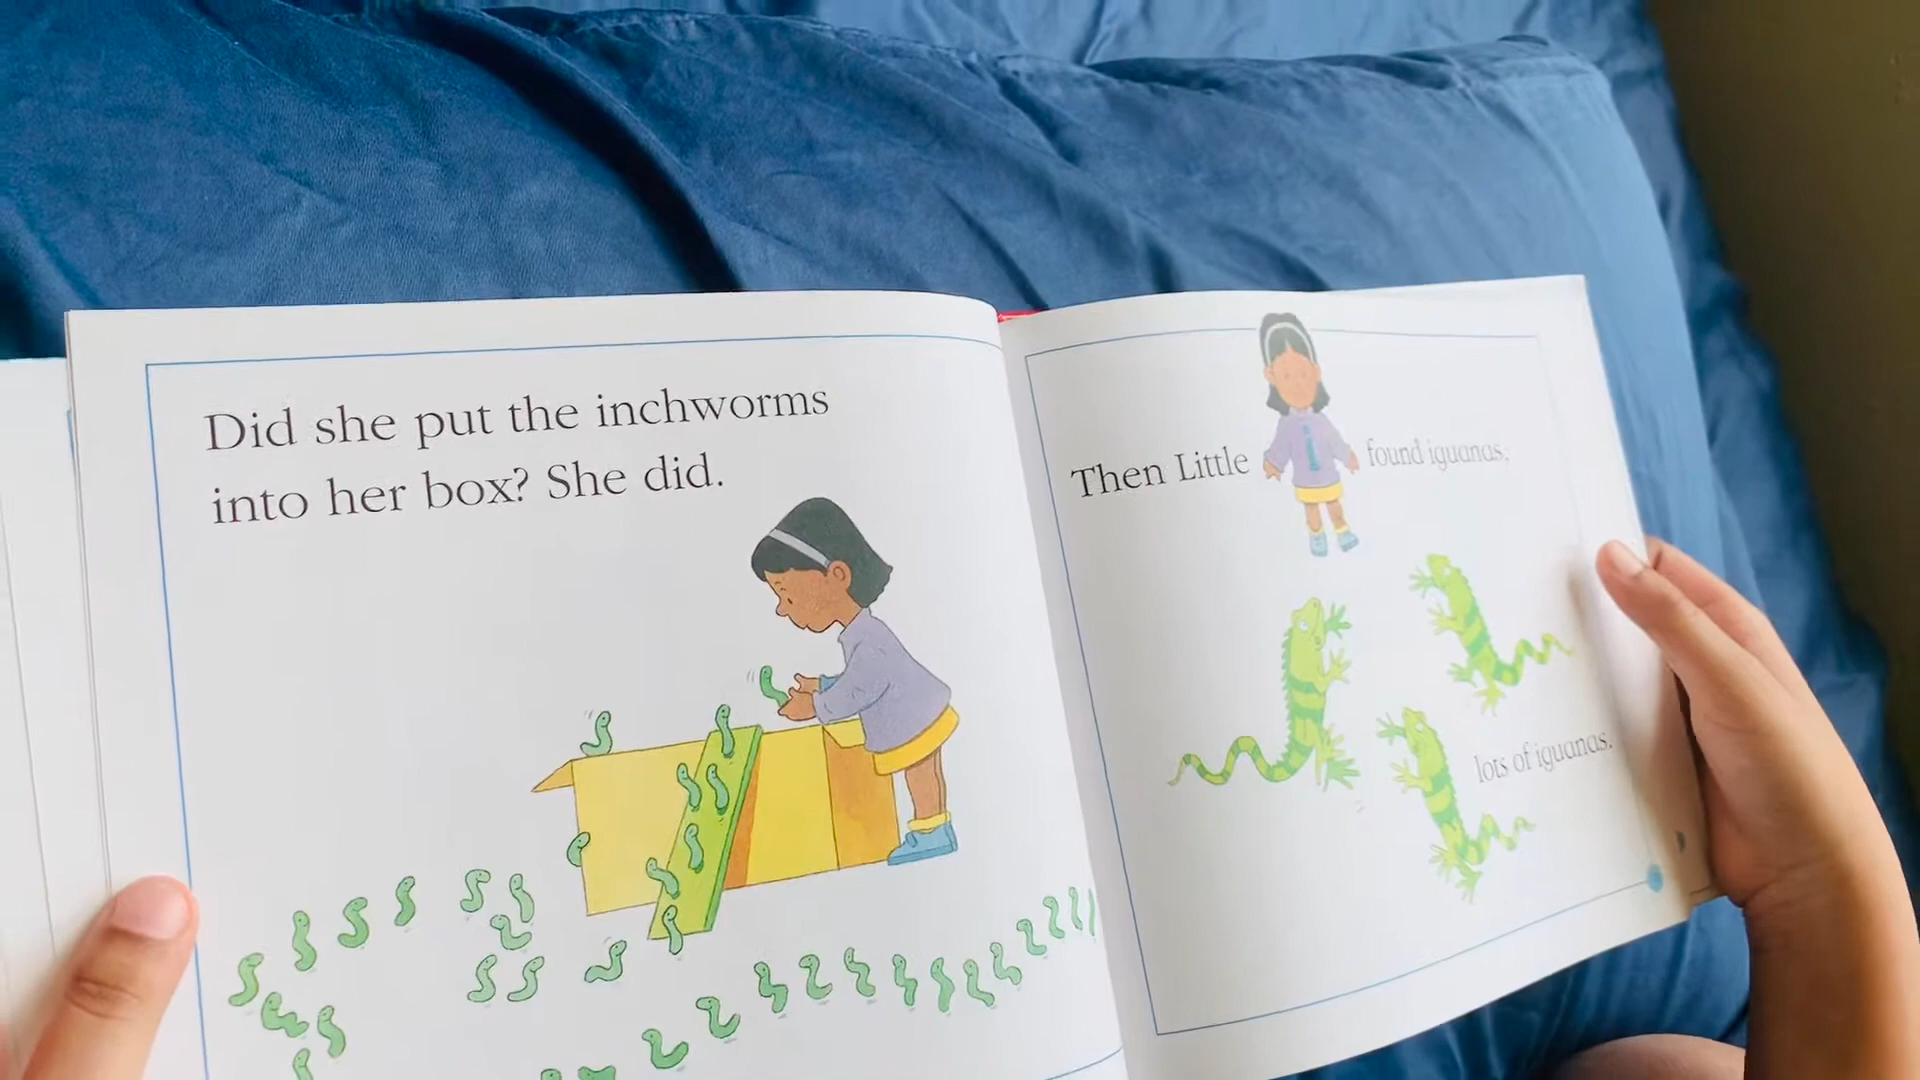 Did she put the inchworms
into her box? She did.
Then Little i found iguanas,
lots of iguanas.